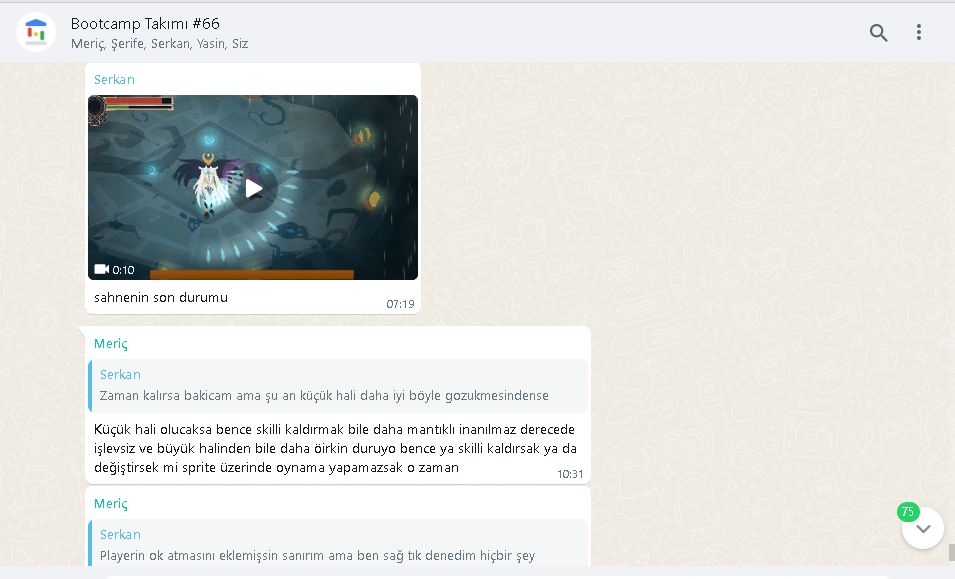 Bootcamp Takımı #66
Meriç, Şerife, Serkan, Yasin, Siz
Serkan
0:10
sahnenin son durumu
07:19
Meriç
Serkan
Zaman kalırsa bakicam ama şu an küçük hali daha iyi böyle gozukmesindense
Küçük hali olucaksa bence skilli kaldırmak bile daha mantıklı inanılmaz derecede
işlevsiz ve büyük halinden bile daha öirkin duruyo bence ya skilli kaldırsak ya da
değiştirsek mi sprite üzerinde oynama yapamazsak o zaman
10:31
Meriç
Serkan
Playerin ok atmasını eklemişsin sanırım ama ben sağ tık denedim hiçbir şey
75